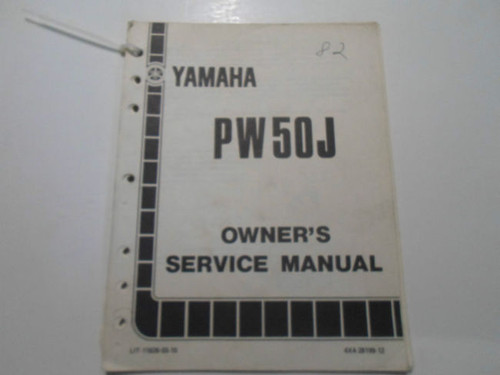 82
YAMAHA
PW50J
OWNER'S
SERVICE MANUAL